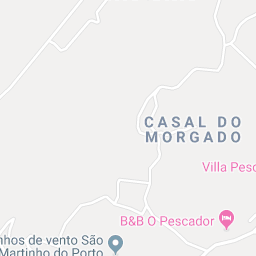 CASAL DO
MORGADO
Villa Pesc
B&B O Pescador
nhos de vento São
Martinho do Porto